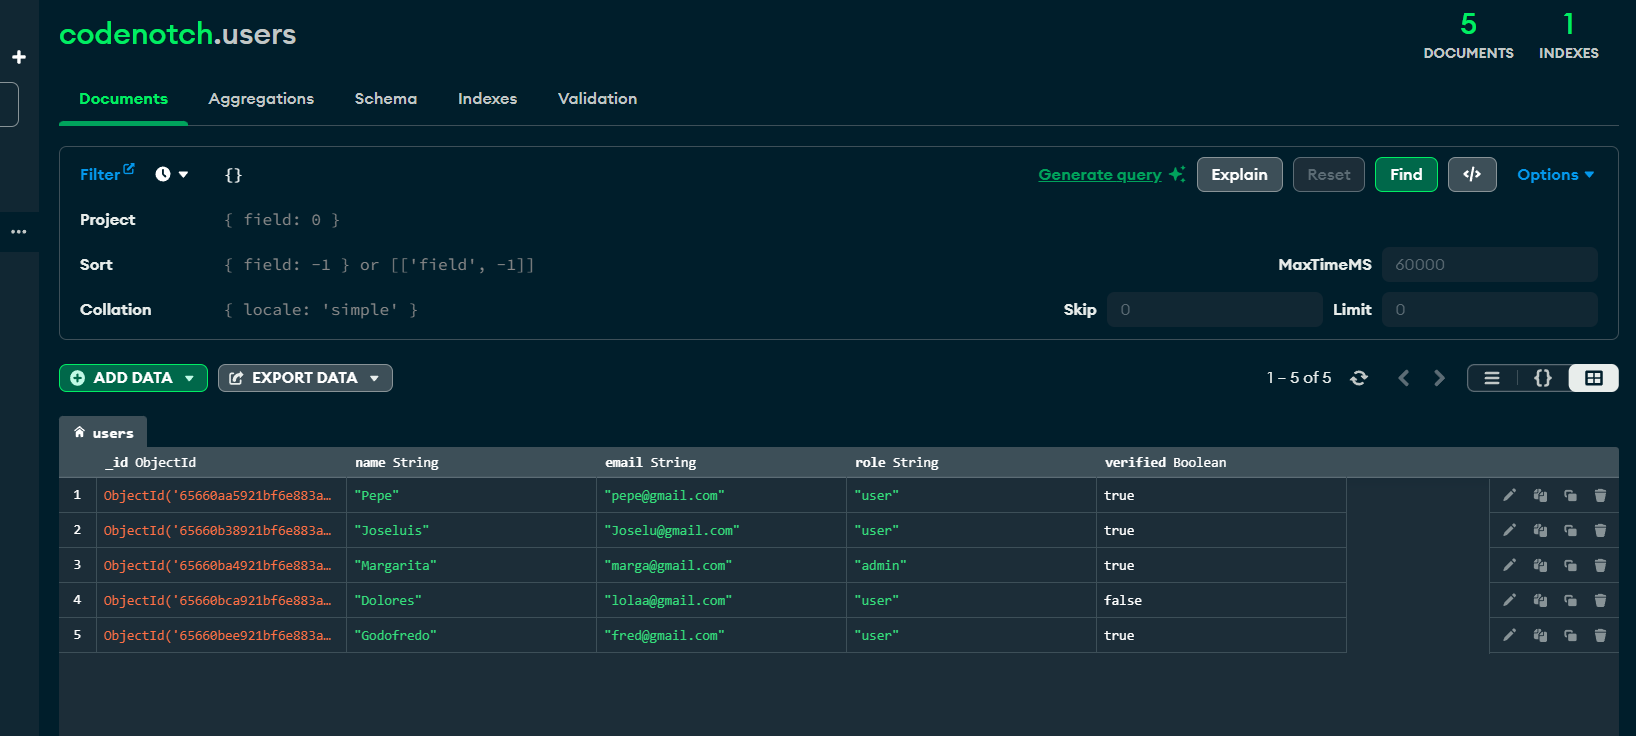 codenotch.users
5
DOCUMENTS
1
INDEXES
Documents Aggregations Schema Indexes Validation
Filter {} Generate query Explain Reset Find </> Options
Project { field: 0 }
Sort { field: -1 } or [['field', -1]] MaxTimeMS 60000
Collation { locale: 'simple' } Skip 0 Limit 0
ADD DATA EXPORT DATA 1 – 5 of 5 {}
users
_id ObjectId name String email String role String verified Boolean
1 ObjectId('65660aa5921bf6e883a… "Pepe" "pepe@gmail.com" "user" true
2 ObjectId('65660b38921bf6e883a… "Joseluis" "Joselu@gmail.com" "user" true
3 ObjectId('65660ba4921bf6e883a… "Margarita" "marga@gmail.com" "admin" true
4 ObjectId('65660bca921bf6e883a… "Dolores" "lolaa@gmail.com" "user" false
5 ObjectId('65660bee921bf6e883a… "Godofredo" "fred@gmail.com" "user" true